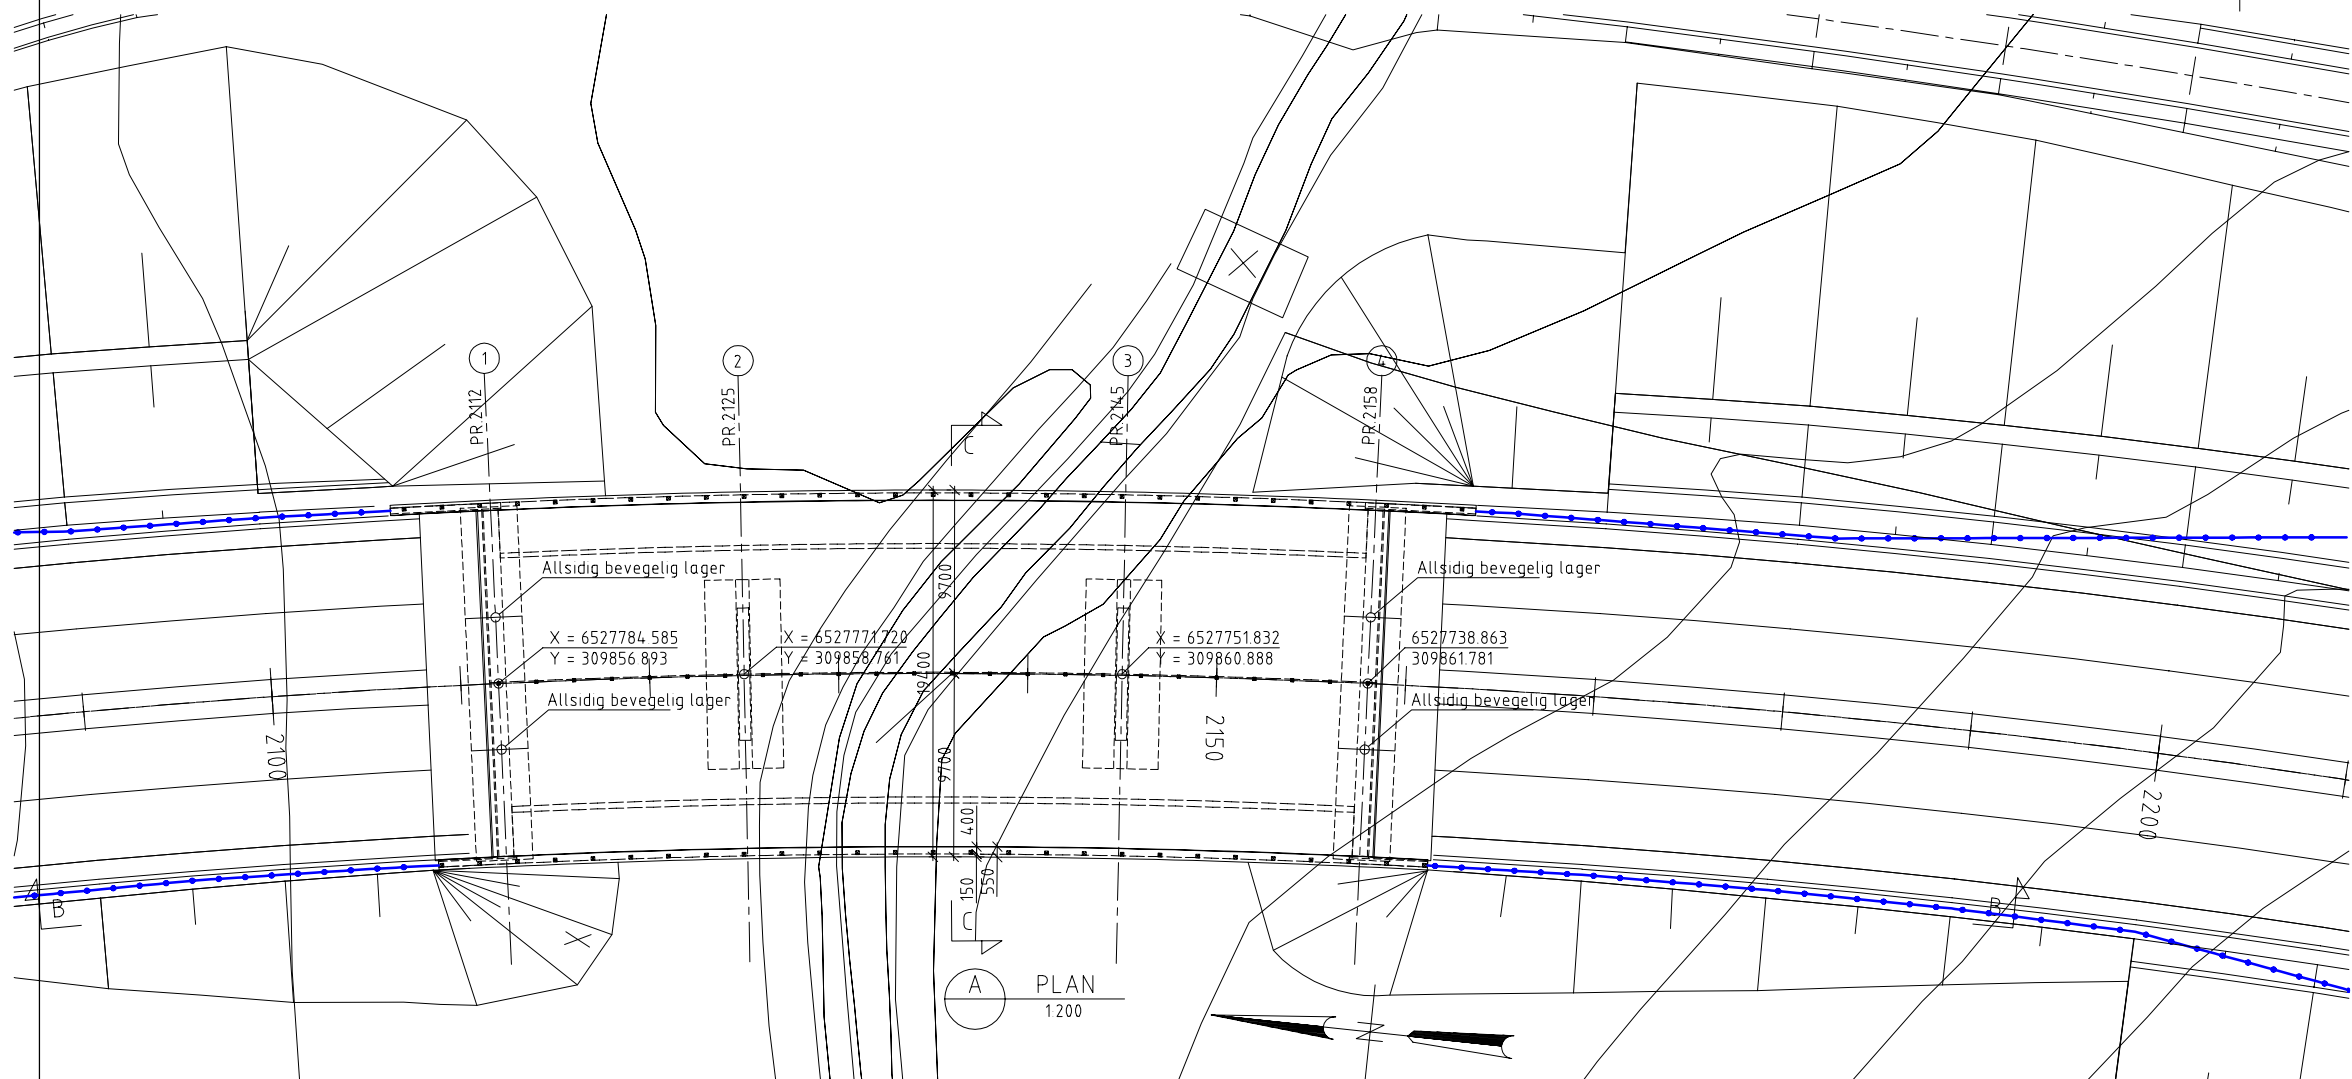 1
2
3
4
PR.2112
PR.2125
PR.2145
PR.2158
C
Allsidig bevegelig lager
Allsidig bevegelig lager
9700
X = 6527784.585
Y = 309856.893
X = 6527771.720
Y = 309858.761
X = 6527751.832
Y = 309860.888
6527738.863
309861.781
19400
Allsidig bevegelig lager
Allsidig bevegelig lager
2100
2150
9700
2200
400
150
550
B
B
C
A
PLAN
1:200
N